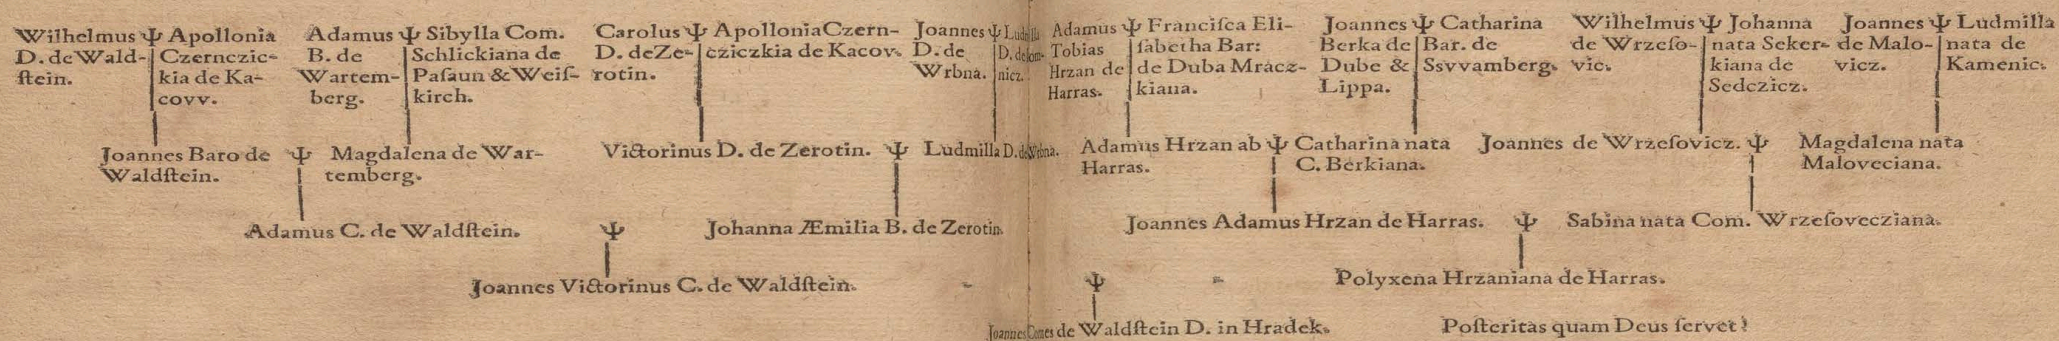 Wilhelmus Ψ Apollonia
D. de Wald- Czernczic-
ſtein. kia de Ka-
covv.
Adamus Ψ Sibylla Com.
B. de Schlickiana de
Wartem- Paſaun & Weiſ-
berg. kirch.
Carolus Ψ Apollonia Czern-
D. de Ze- cziczkia de Kacov.
rotin.
Joannes Ψ Ludmilla
D. de D. de
Wrbna. nicz.
Adamus Ψ Franciſca Eli-
Tobias ſabetha Bar:
Hrzan de de Duba Mracz-
Harras. kiana.
Joannes Ψ Catharina
Berka de Bar. de
Dube & Ssvvamberg.
Lippa.
Wilhelmus Ψ Johanna
de Wrzeſo- nata Seker-
vic. kiana de
Sedczicz.
Joannes Ψ Ludmilla
de Malo- nata de
vicz. Kamenic.
Joannes Baro de Ψ Magdalena de War-
Waldſtein. temberg.
Victorinus D. de Zerotin. Ψ Ludmilla D. de Wrbna.
Adamus Hrzan ab Ψ Catharina nata
Harras. C. Berkiana.
Joannes de Wrzeſovicz. Ψ Magdalena nata
Maloveciana.
Adamus C. de Waldſtein. Ψ Johanna Æmilia B. de Zerotin.
Joannes Adamus Hrzan de Harras. Ψ Sabina nata Com. Wrzeſovecziana.
Joannes Victorinus C. de Waldſtein. - Ψ - Polyxena Hrzaniana de Harras.
Joannes Comes de Waldſtein D. in Hradek. Poſteritas quam Deus ſervet!